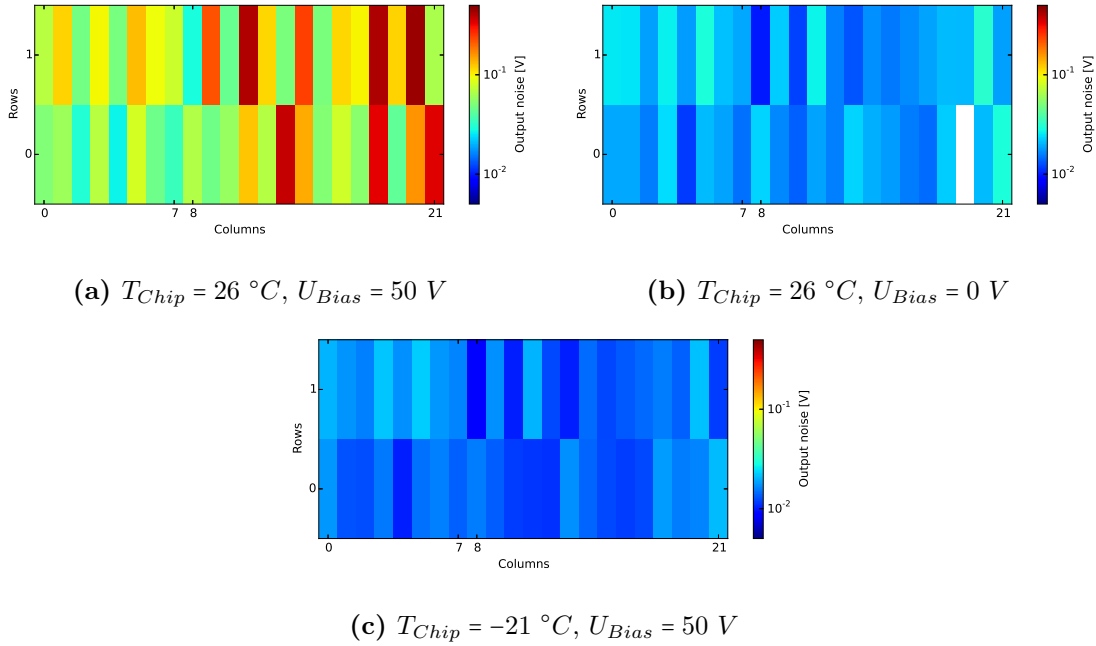 Rows
1
0
0 7 8 21
Columns
10⁻¹
10⁻²
Output noise [V]
(a) T_Chip = 26 °C, U_Bias = 50 V
Rows
1
0
0 7 8 21
Columns
10⁻¹
10⁻²
Output noise [V]
(b) T_Chip = 26 °C, U_Bias = 0 V
Rows
1
0
0 7 8 21
Columns
10⁻¹
10⁻²
Output noise [V]
(c) T_Chip = −21 °C, U_Bias = 50 V